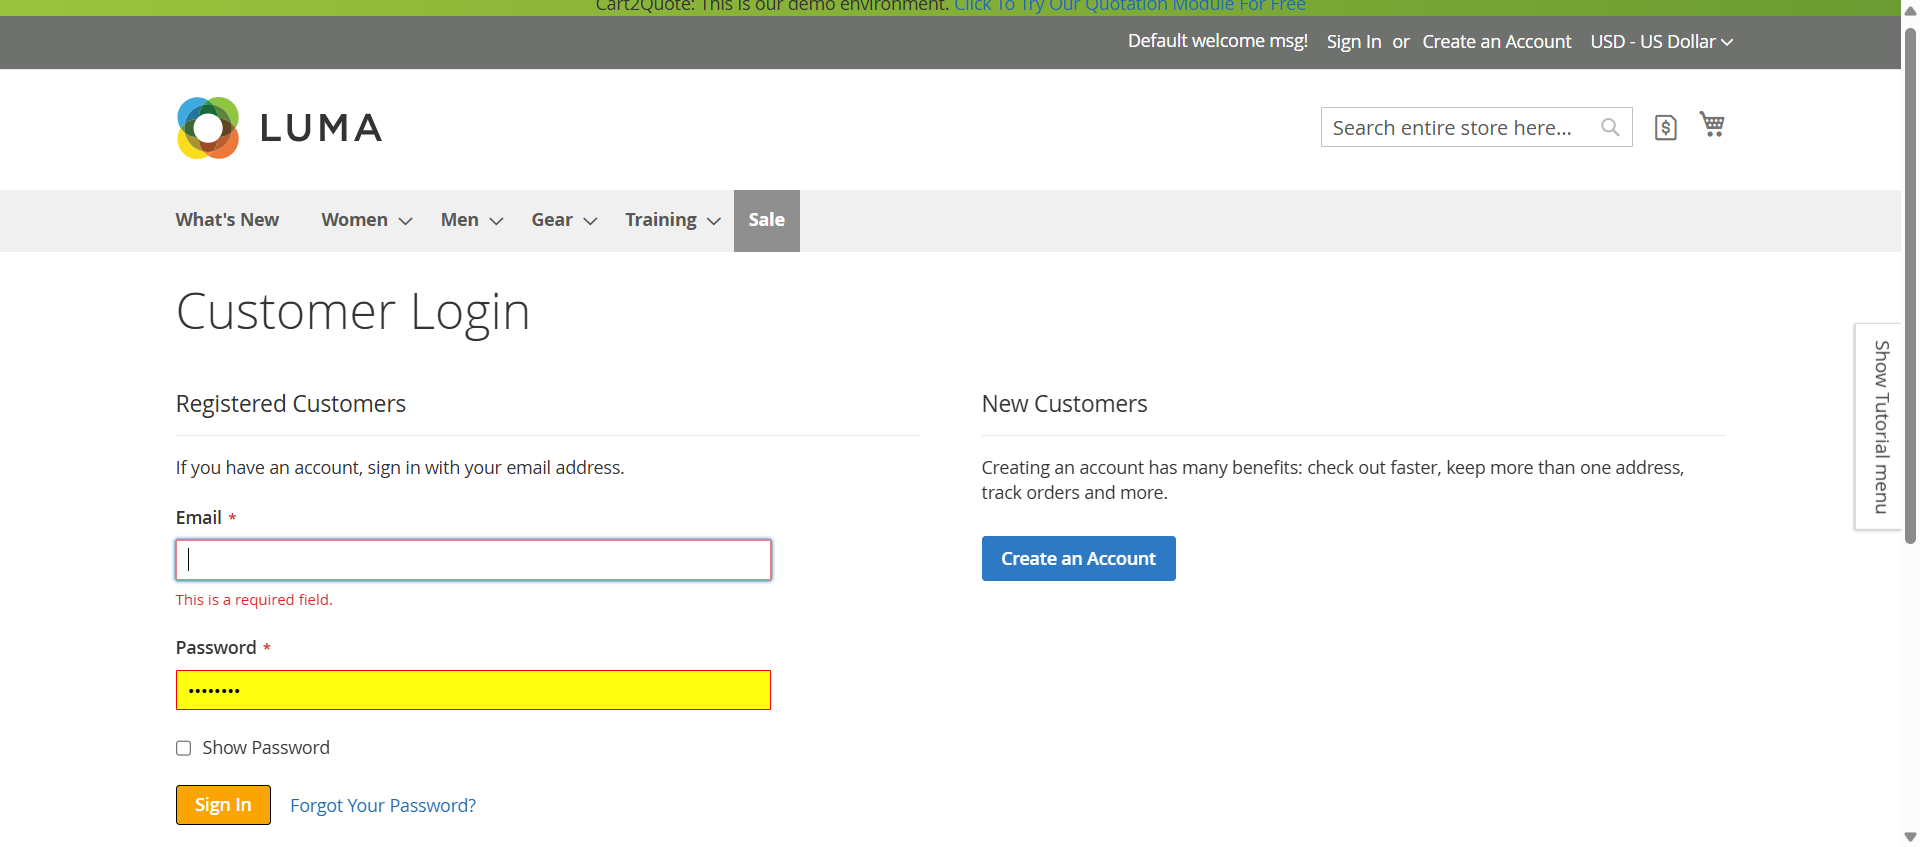 Cart2Quote: This is our demo environment. Click To Try Our Quotation Module For Free
Default welcome msg! Sign In or Create an Account USD - US Dollar
LUMA
Search entire store here...
What's New Women Men Gear Training Sale
Customer Login
Registered Customers
If you have an account, sign in with your email address.
Email *
This is a required field.
Password *
••••••••
Show Password
Sign In Forgot Your Password?
New Customers
Creating an account has many benefits: check out faster, keep more than one address,
track orders and more.
Create an Account
Show Tutorial menu